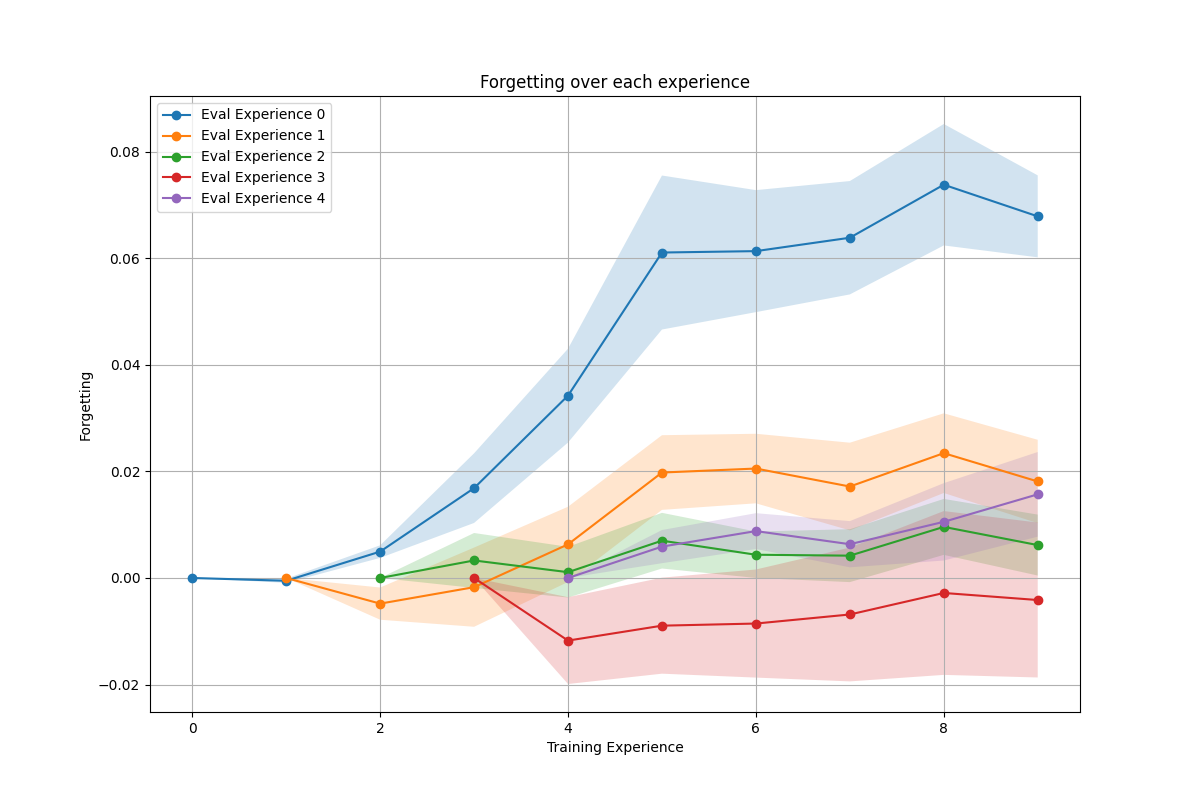 Forgetting over each experience
Eval Experience 0
Eval Experience 1
Eval Experience 2
Eval Experience 3
Eval Experience 4
0.08
0.06
0.04
0.02
0.00
−0.02
Forgetting
0 2 4 6 8
Training Experience